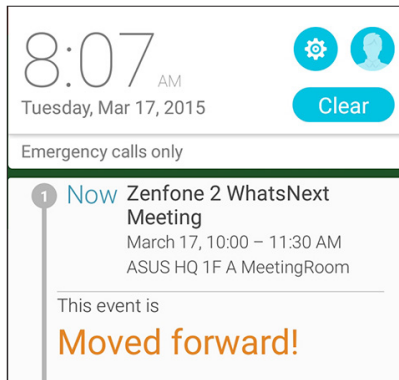 8:07 AM
Tuesday, Mar 17, 2015
Clear
Emergency calls only
1 Now Zenfone 2 WhatsNext
Meeting
March 17, 10:00 – 11:30 AM
ASUS HQ 1F A MeetingRoom
This event is
Moved forward!